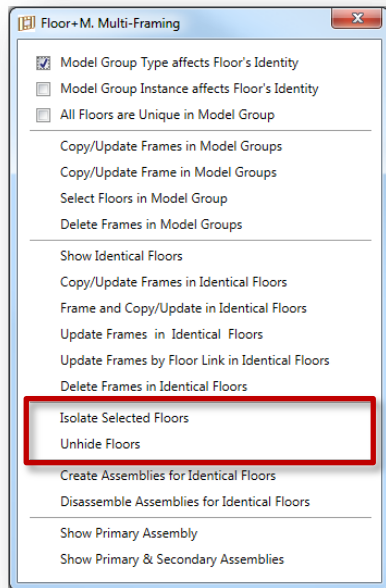 Floor+M. Multi-Framing
Model Group Type affects Floor's Identity
Model Group Instance affects Floor's Identity
All Floors are Unique in Model Group
Copy/Update Frames in Model Groups
Copy/Update Frame in Model Groups
Select Floors in Model Group
Delete Frames in Model Groups
Show Identical Floors
Copy/Update Frames in Identical Floors
Frame and Copy/Update in Identical Floors
Update Frames in Identical Floors
Update Frames by Floor Link in Identical Floors
Delete Frames in Identical Floors
Isolate Selected Floors
Unhide Floors
Create Assemblies for Identical Floors
Disassemble Assemblies for Identical Floors
Show Primary Assembly
Show Primary & Secondary Assemblies